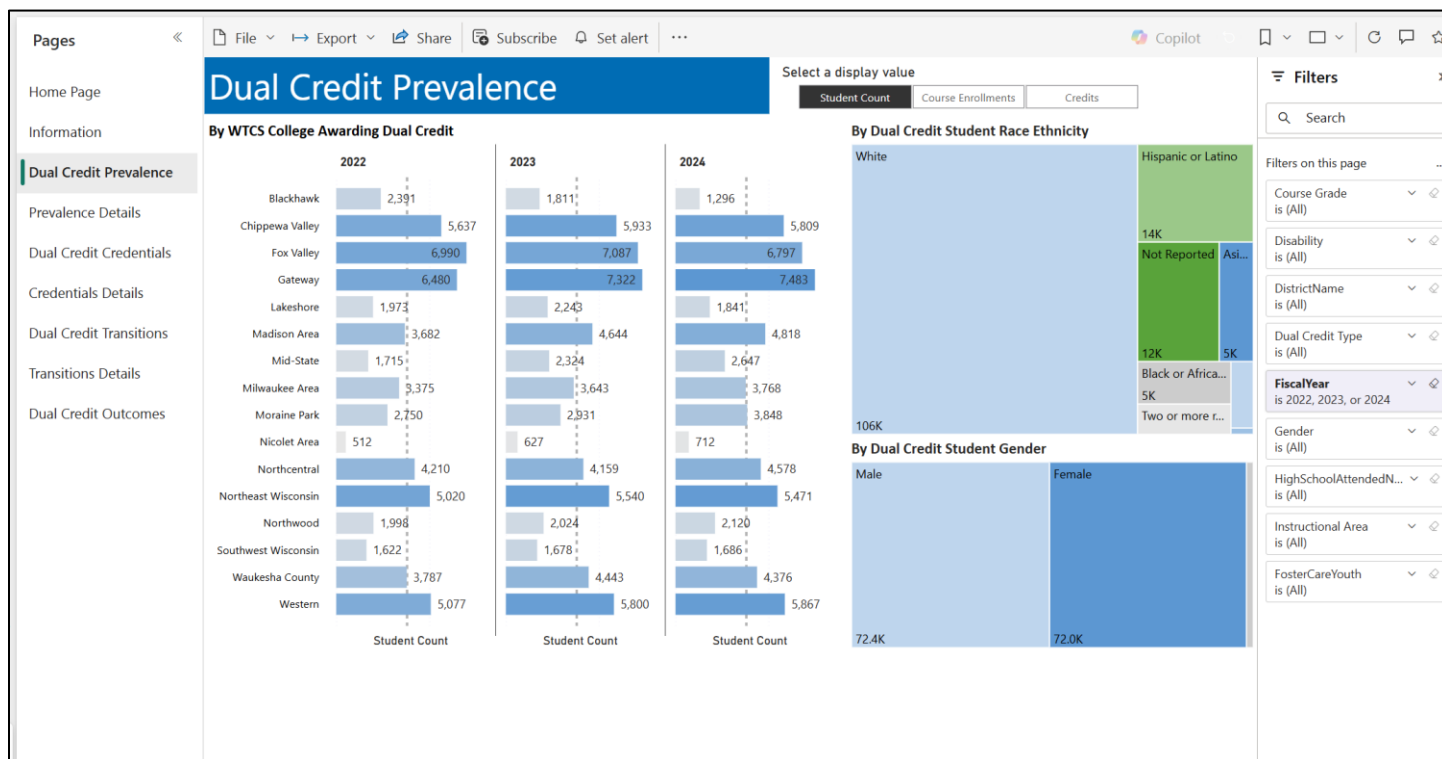 Pages
Home Page
Information
Dual Credit Prevalence
Prevalence Details
Dual Credit Credentials
Credentials Details
Dual Credit Transitions
Transitions Details
Dual Credit Outcomes
File Export Share Subscribe Set alert ...
Copilot
Dual Credit Prevalence
Select a display value
Student Count Course Enrollments Credits
By WTCS College Awarding Dual Credit
2022 2023 2024
Blackhawk 2,391 1,811 1,296
Chippewa Valley 5,637 5,933 5,809
Fox Valley 6,990 7,087 6,797
Gateway 6,480 7,322 7,483
Lakeshore 1,973 2,243 1,841
Madison Area 3,682 4,644 4,818
Mid-State 1,715 2,324 2,647
Milwaukee Area 3,375 3,643 3,768
Moraine Park 2,750 2,931 3,848
Nicolet Area 512 627 712
Northcentral 4,210 4,159 4,578
Northeast Wisconsin 5,020 5,540 5,471
Northwood 1,998 2,024 2,120
Southwest Wisconsin 1,622 1,678 1,686
Waukesha County 3,787 4,443 4,376
Western 5,077 5,800 5,867
Student Count Student Count Student Count
By Dual Credit Student Race Ethnicity
White
106K
Hispanic or Latino
14K
Not Reported
12K
Asi...
5K
Black or Africa...
5K
Two or more r...
By Dual Credit Student Gender
Male
72.4K
Female
72.0K
Filters
Search
Filters on this page
Course Grade
is (All)
Disability
is (All)
DistrictName
is (All)
Dual Credit Type
is (All)
FiscalYear
is 2022, 2023, or 2024
Gender
is (All)
HighSchoolAttendedN...
is (All)
Instructional Area
is (All)
FosterCareYouth
is (All)